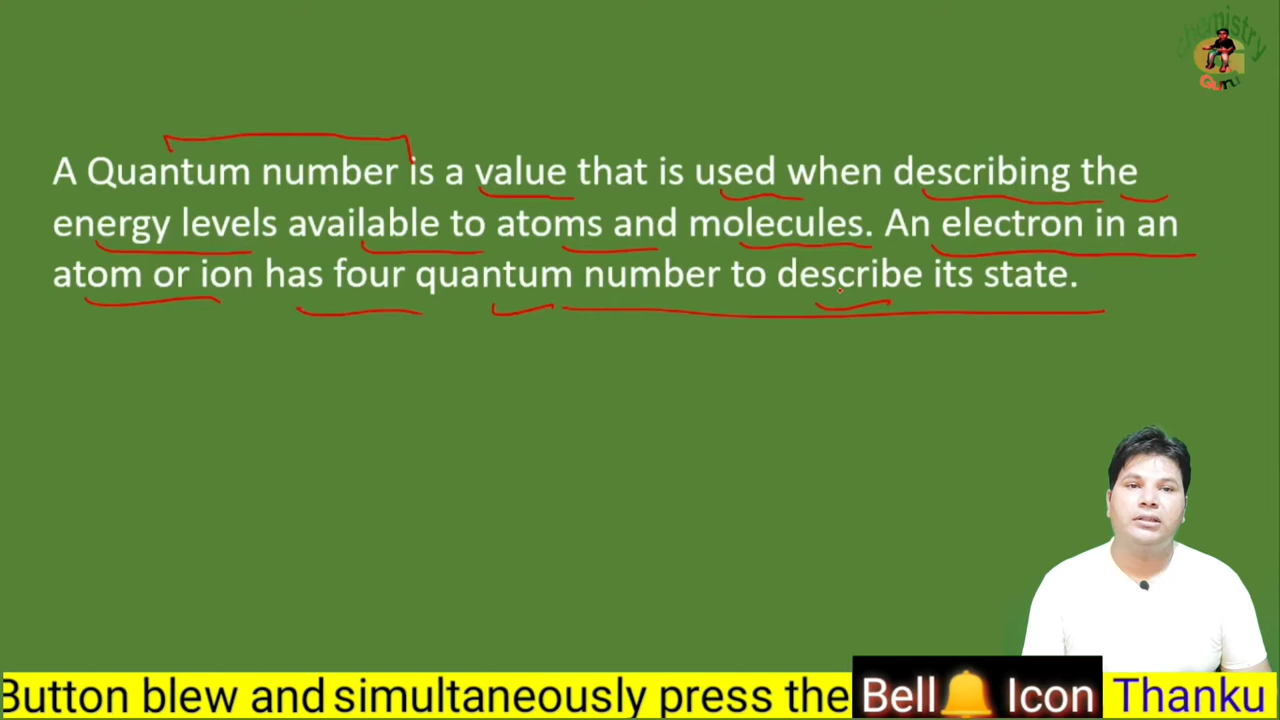 chemistry
Guru
A Quantum number is a value that is used when describing the
energy levels available to atoms and molecules. An electron in an
atom or ion has four quantum number to describe its state.
Button blew and simultaneously press the Bell🔔 Icon Thanku